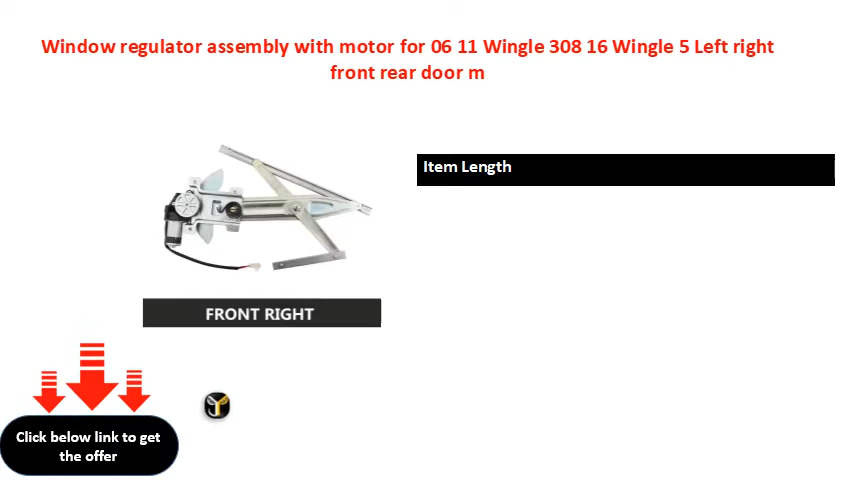 Window regulator assembly with motor for 06 11 Wingle 308 16 Wingle 5 Left right
front rear door m
Item Length
FRONT RIGHT
Click below link to get
the offer